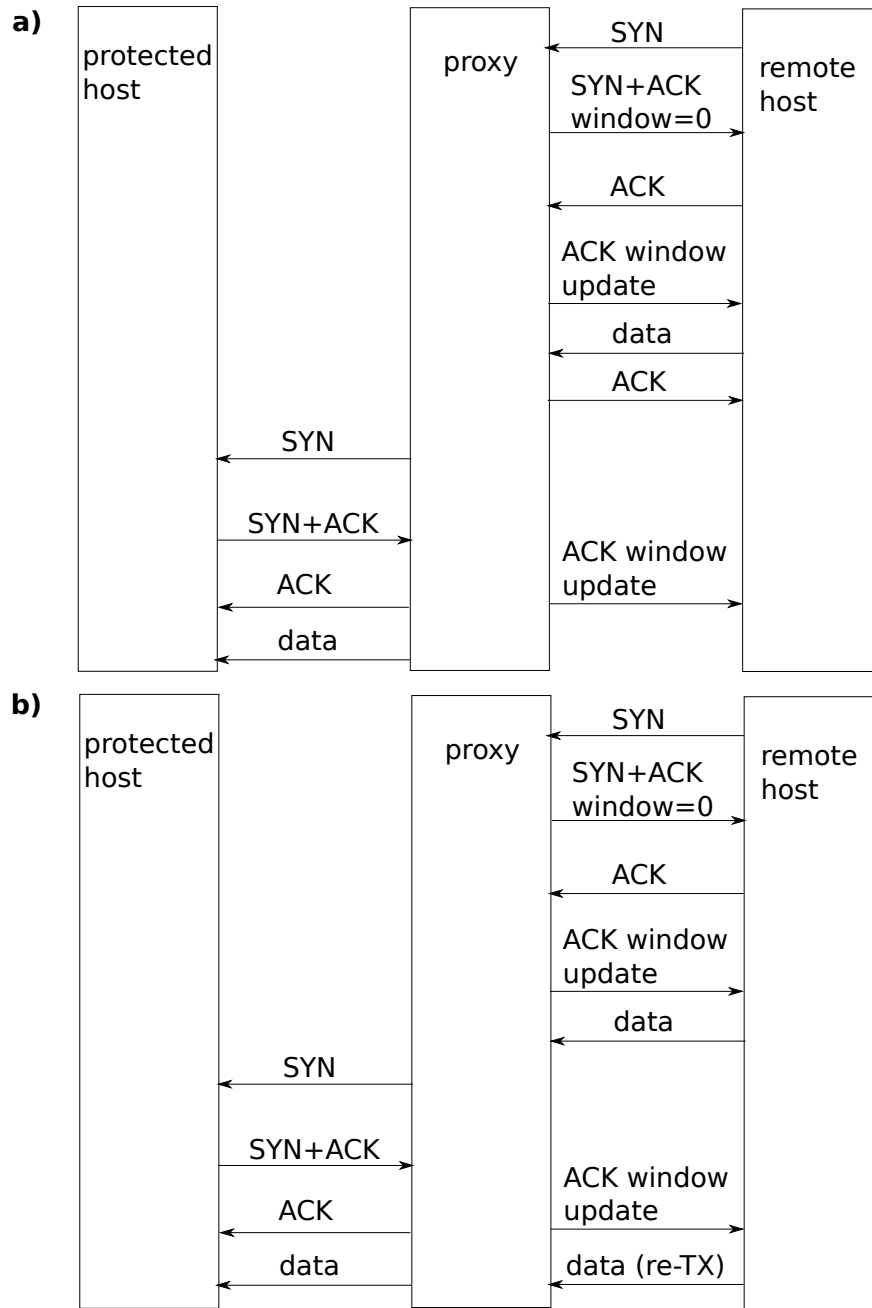 a)
protected
host
proxy
remote
host
SYN
SYN+ACK
window=0
ACK
ACK window
update
data
ACK
SYN
SYN+ACK
ACK window
update
ACK
data
b)
protected
host
proxy
remote
host
SYN
SYN+ACK
window=0
ACK
ACK window
update
data
SYN
SYN+ACK
ACK window
update
ACK
data
data (re-TX)